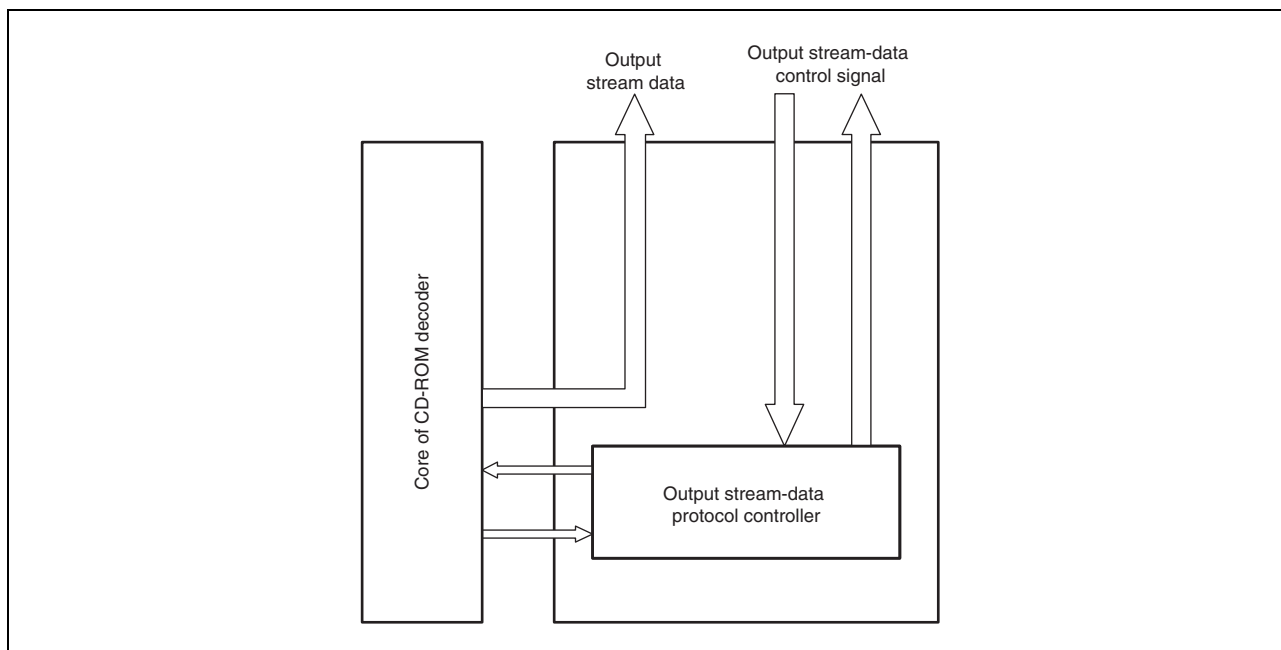 Output
stream data
Output stream-data
control signal
Core of CD-ROM decoder
Output stream-data
protocol controller